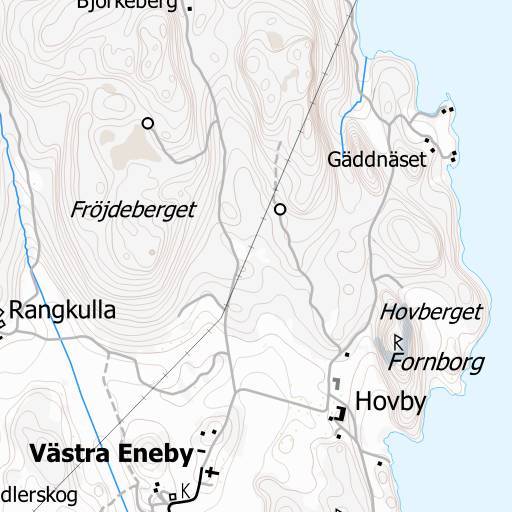 Björkeberg
Gäddnäset
Fröjdeberget
Rangkulla
Hovberget
R
Fornborg
Hovby
Västra Eneby
dlerskog
K